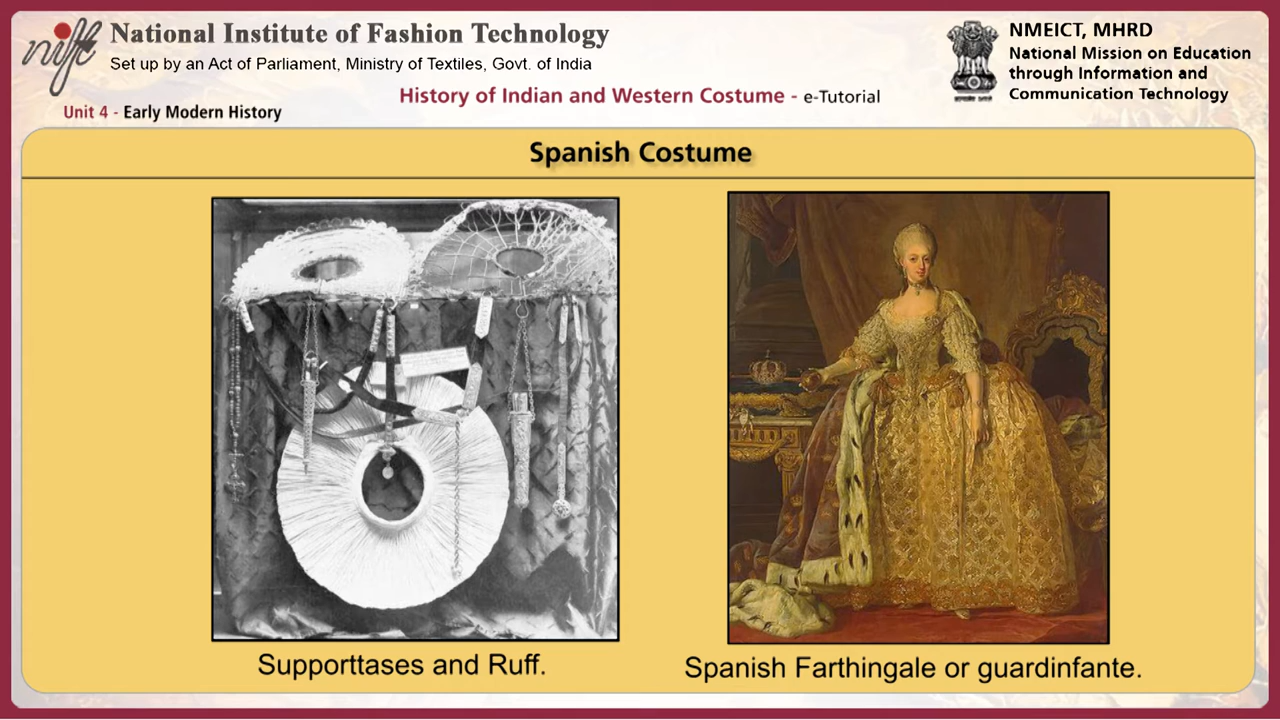 nift
National Institute of Fashion Technology
Set up by an Act of Parliament, Ministry of Textiles, Govt. of India
History of Indian and Western Costume - e-Tutorial
Unit 4 - Early Modern History
NMEICT, MHRD
National Mission on Education
through Information and
Communication Technology
Spanish Costume
Supporttases and Ruff.
Spanish Farthingale or guardinfante.